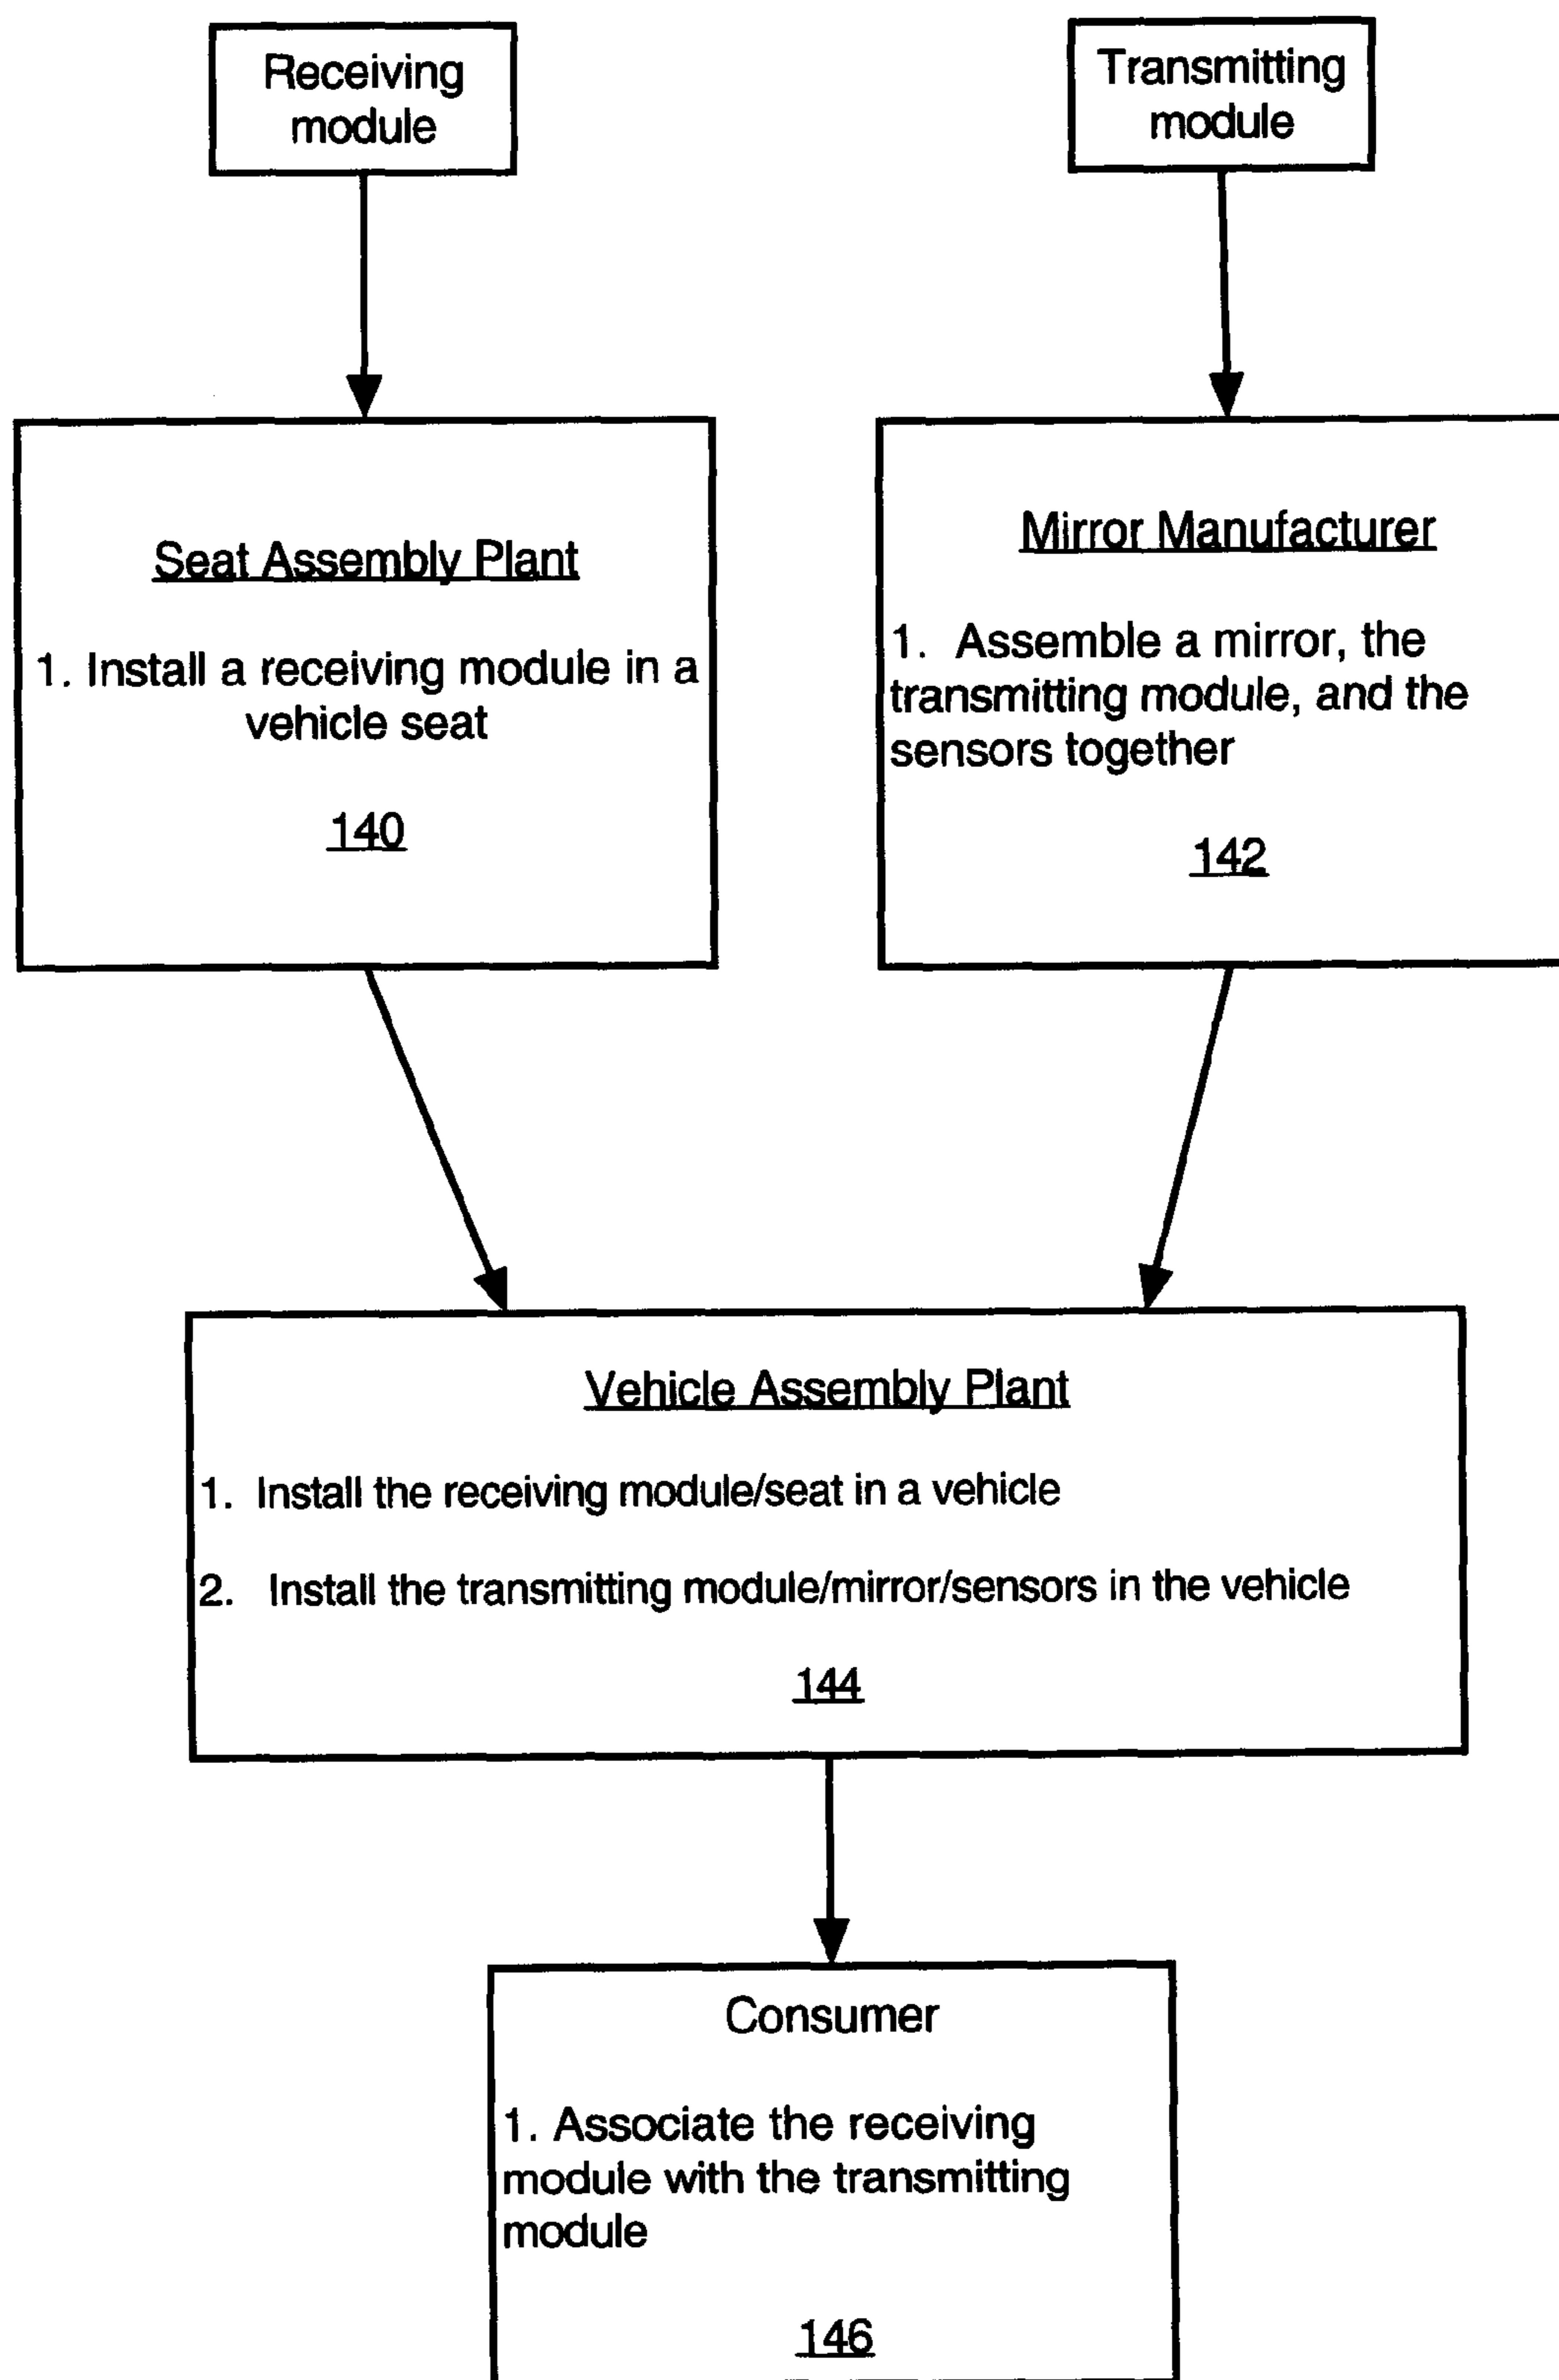 Receiving
module
Transmitting
module
Seat Assembly Plant
1. Install a receiving module in a
vehicle seat
140
Mirror Manufacturer
1. Assemble a mirror, the
transmitting module, and the
sensors together
142
Vehicle Assembly Plant
1. Install the receiving module/seat in a vehicle
2. Install the transmitting module/mirror/sensors in the vehicle
144
Consumer
1. Associate the receiving
module with the transmitting
module
146